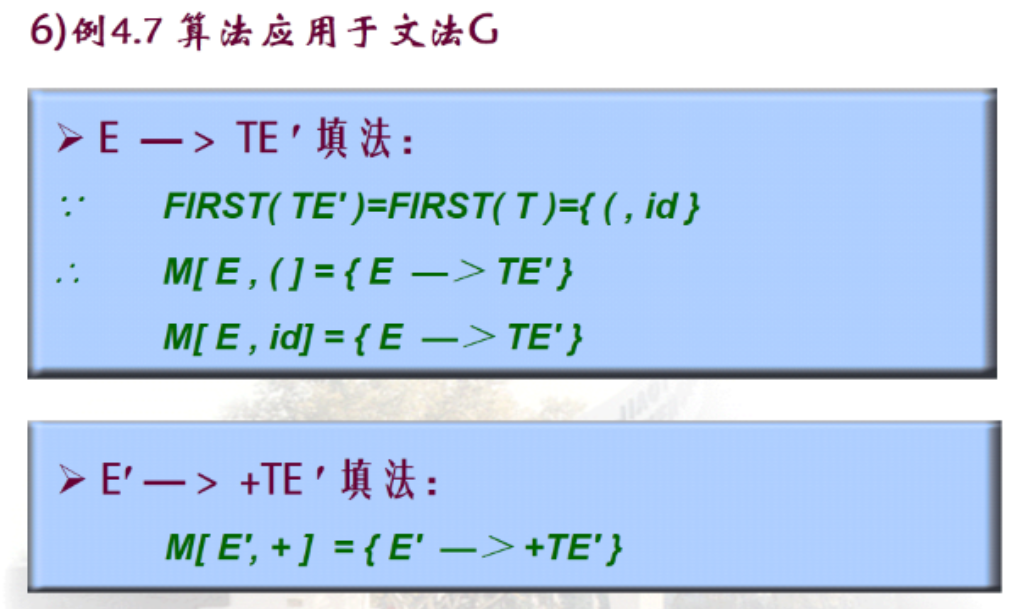 6)例4.7 算法应用于文法G
➢ E —> TE ′ 填法：
∵ FIRST( TE' )=FIRST( T )={ ( , id }
∴ M[ E , ( ] = { E —> TE' }
M[ E , id] = { E —> TE' }
➢ E′—> +TE ′ 填法：
M[ E', + ] = { E' —> +TE' }